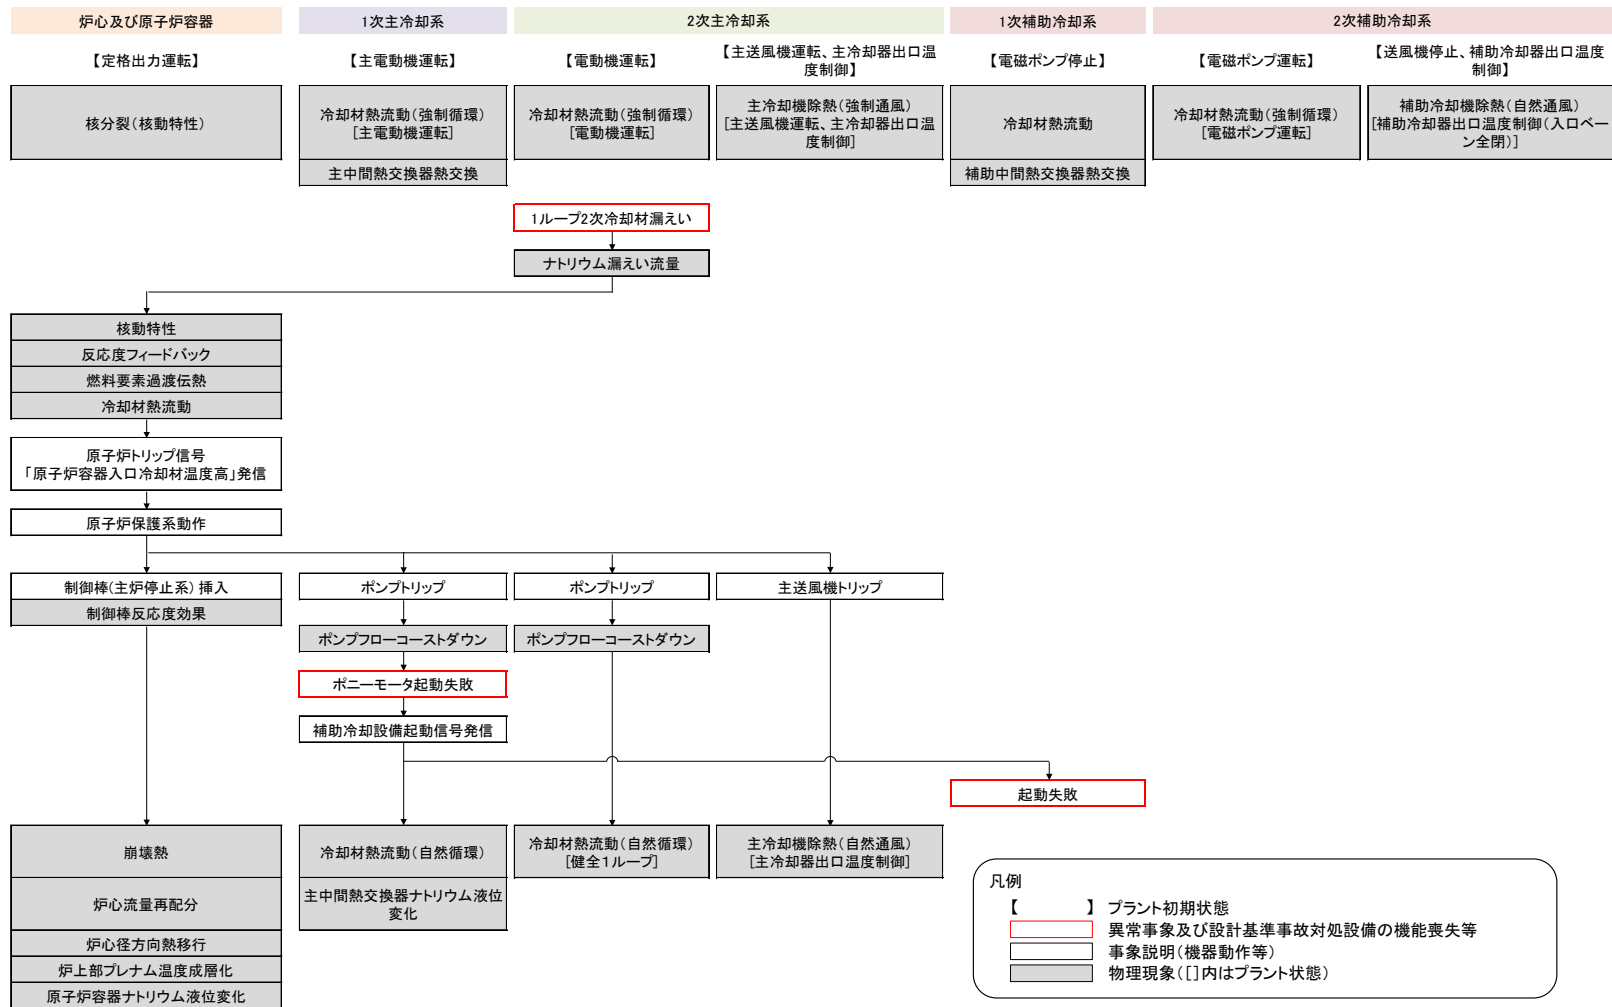 炉心及び原子炉容器
1次主冷却系
2次主冷却系
1次補助冷却系
2次補助冷却系
【定格出力運転】
【主電動機運転】
【電動機運転】
【主送風機運転、主冷却器出口温
度制御】
【電磁ポンプ停止】
【電磁ポンプ運転】
【送風機停止、補助冷却器出口温度
制御】
核分裂(核動特性)
冷却材熱流動(強制循環)
[主電動機運転]
冷却材熱流動(強制循環)
[電動機運転]
主冷却機除熱(強制通風)
[主送風機運転、主冷却器出口温
度制御]
冷却材熱流動
冷却材熱流動(強制循環)
[電磁ポンプ運転]
補助冷却機除熱(自然通風)
[補助冷却器出口温度制御(入口ベー
ン全閉)]
主中間熱交換器熱交換
補助中間熱交換器熱交換
1ループ2次冷却材漏えい
ナトリウム漏えい流量
核動特性
反応度フィードバック
燃料要素過渡伝熱
冷却材熱流動
原子炉トリップ信号
「原子炉容器入口冷却材温度高」発信
原子炉保護系動作
制御棒(主炉停止系)挿入
ポンプトリップ
ポンプトリップ
主送風機トリップ
制御棒反応度効果
ポンプフローコーストダウン
ポンプフローコーストダウン
ポニーモータ起動失敗
補助冷却設備起動信号発信
起動失敗
崩壊熱
冷却材熱流動(自然循環)
冷却材熱流動(自然循環)
[健全1ループ]
主冷却機除熱(自然通風)
[主冷却器出口温度制御]
炉心流量再配分
主中間熱交換器ナトリウム液位
変化
炉心径方向熱移行
炉上部プレナム温度成層化
原子炉容器ナトリウム液位変化
凡例
【 】 プラント初期状態
異常事象及び設計基準事故対処設備の機能喪失等
事象説明(機器動作等)
物理現象([]内はプラント状態)